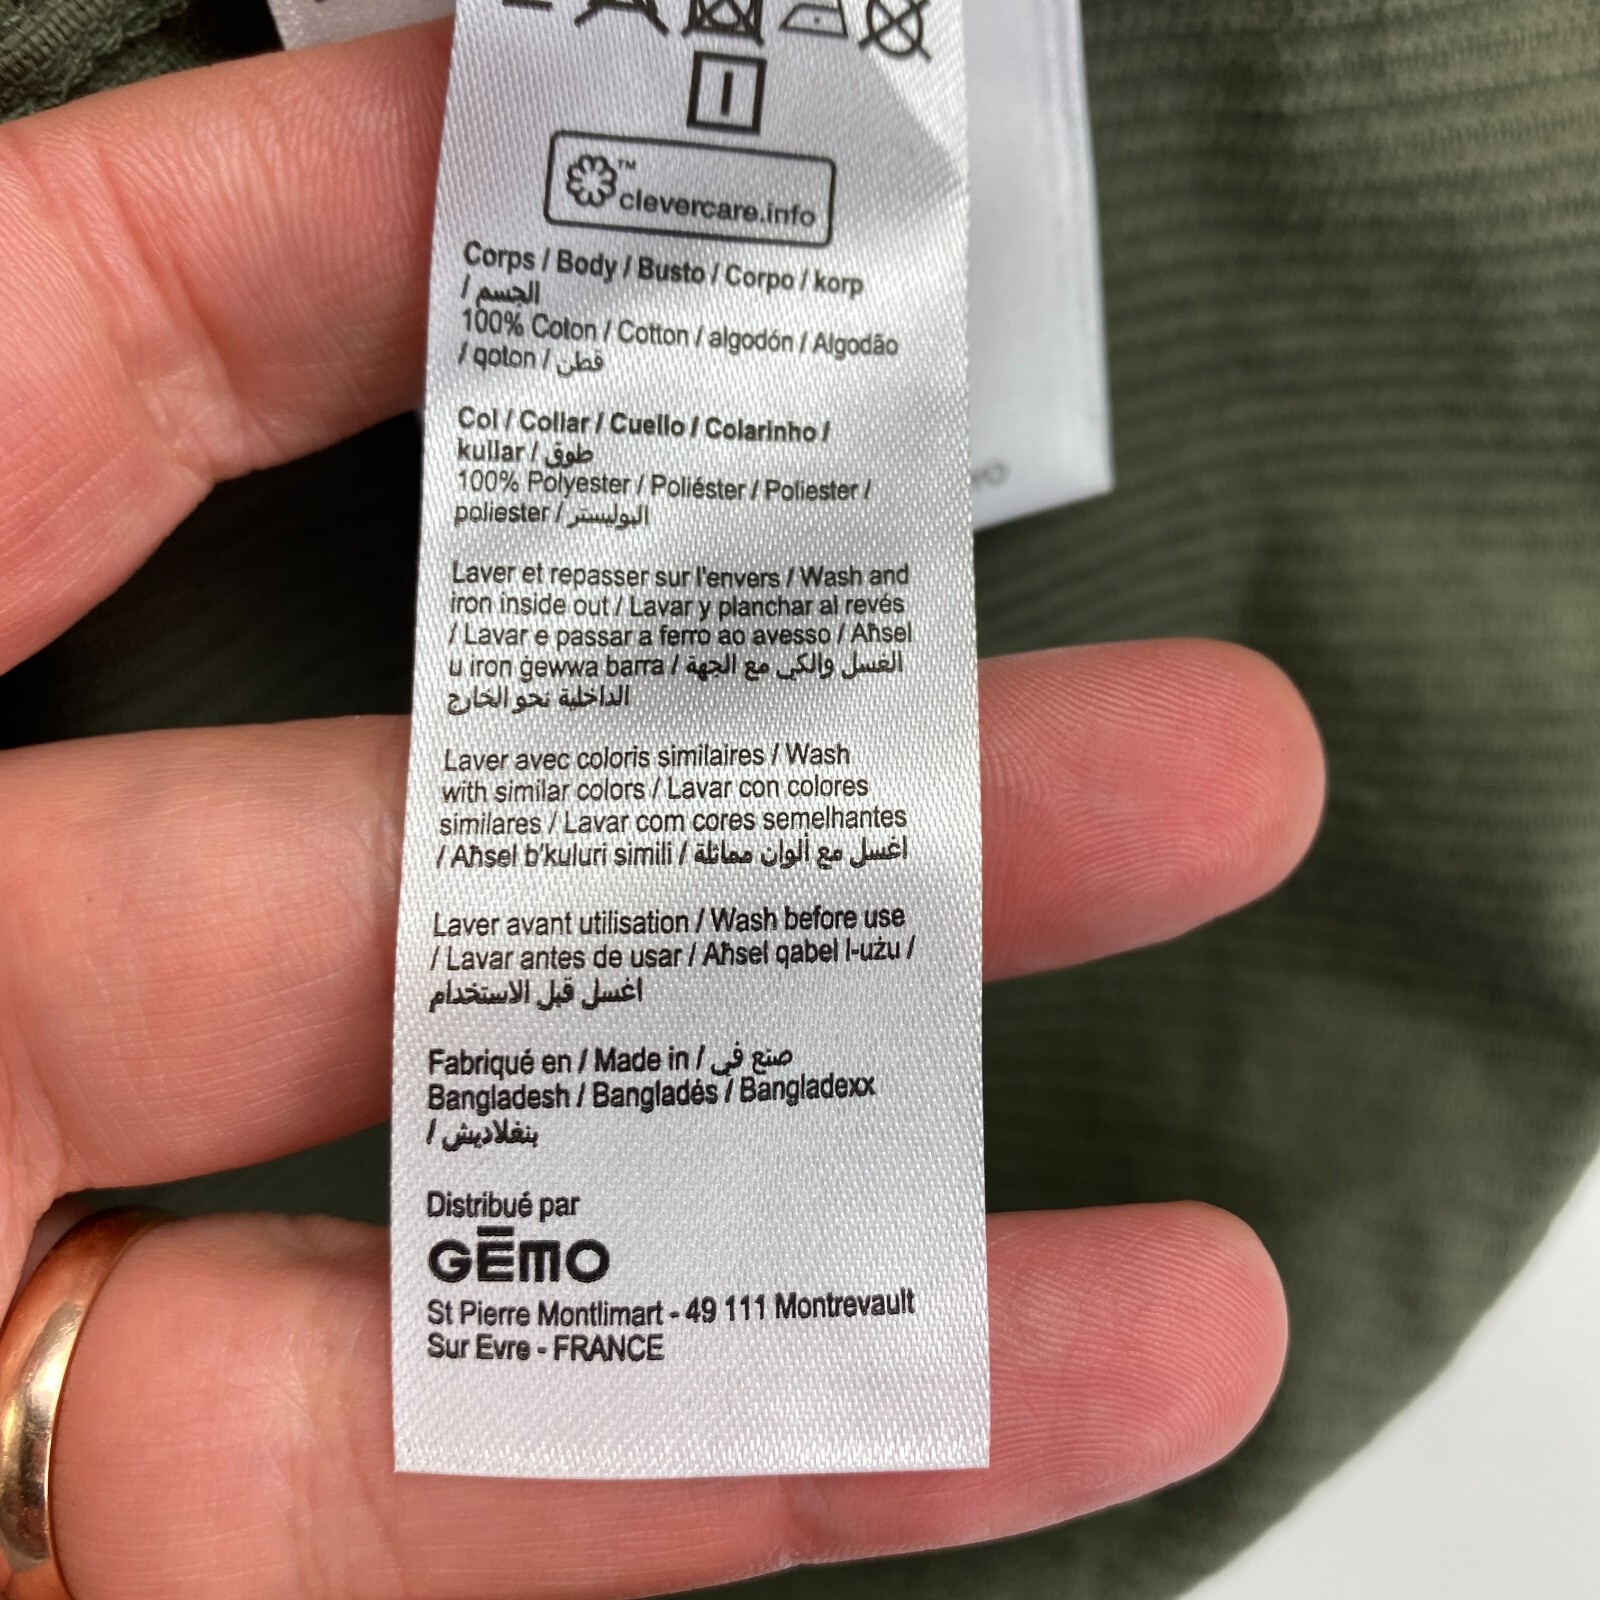 ™
clevercare.info
Corps / Body / Busto / Corpo / korp
/ الجسم
100% Coton / Cotton / algodón / Algodão
/ qoton / قطن
Col / Collar / Cuello / Colarinho /
kullar / طوق
100% Polyester / Poliéster / Poliester /
poliester / البوليستر
Laver et repasser sur l'envers / Wash and
iron inside out / Lavar y planchar al revés
/ Lavar e passar a ferro ao avesso / Aħsel
u iron ġewwa barra / الغسل والكي مع الجهة
الداخلية نحو الخارج
Laver avec coloris similaires / Wash
with similar colors / Lavar con colores
similares / Lavar com cores semelhantes
/ Aħsel b'kuluri simili / اغسل مع ألوان مماثلة
Laver avant utilisation / Wash before use
/ Lavar antes de usar / Aħsel qabel l-użu /
اغسل قبل الاستخدام
Fabriqué en / Made in / صنع في
Bangladesh / Bangladés / Bangladexx
/ بنغلاديش
Distribué par
GĒMO
St Pierre Montlimart - 49 111 Montrevault
Sur Evre - FRANCE